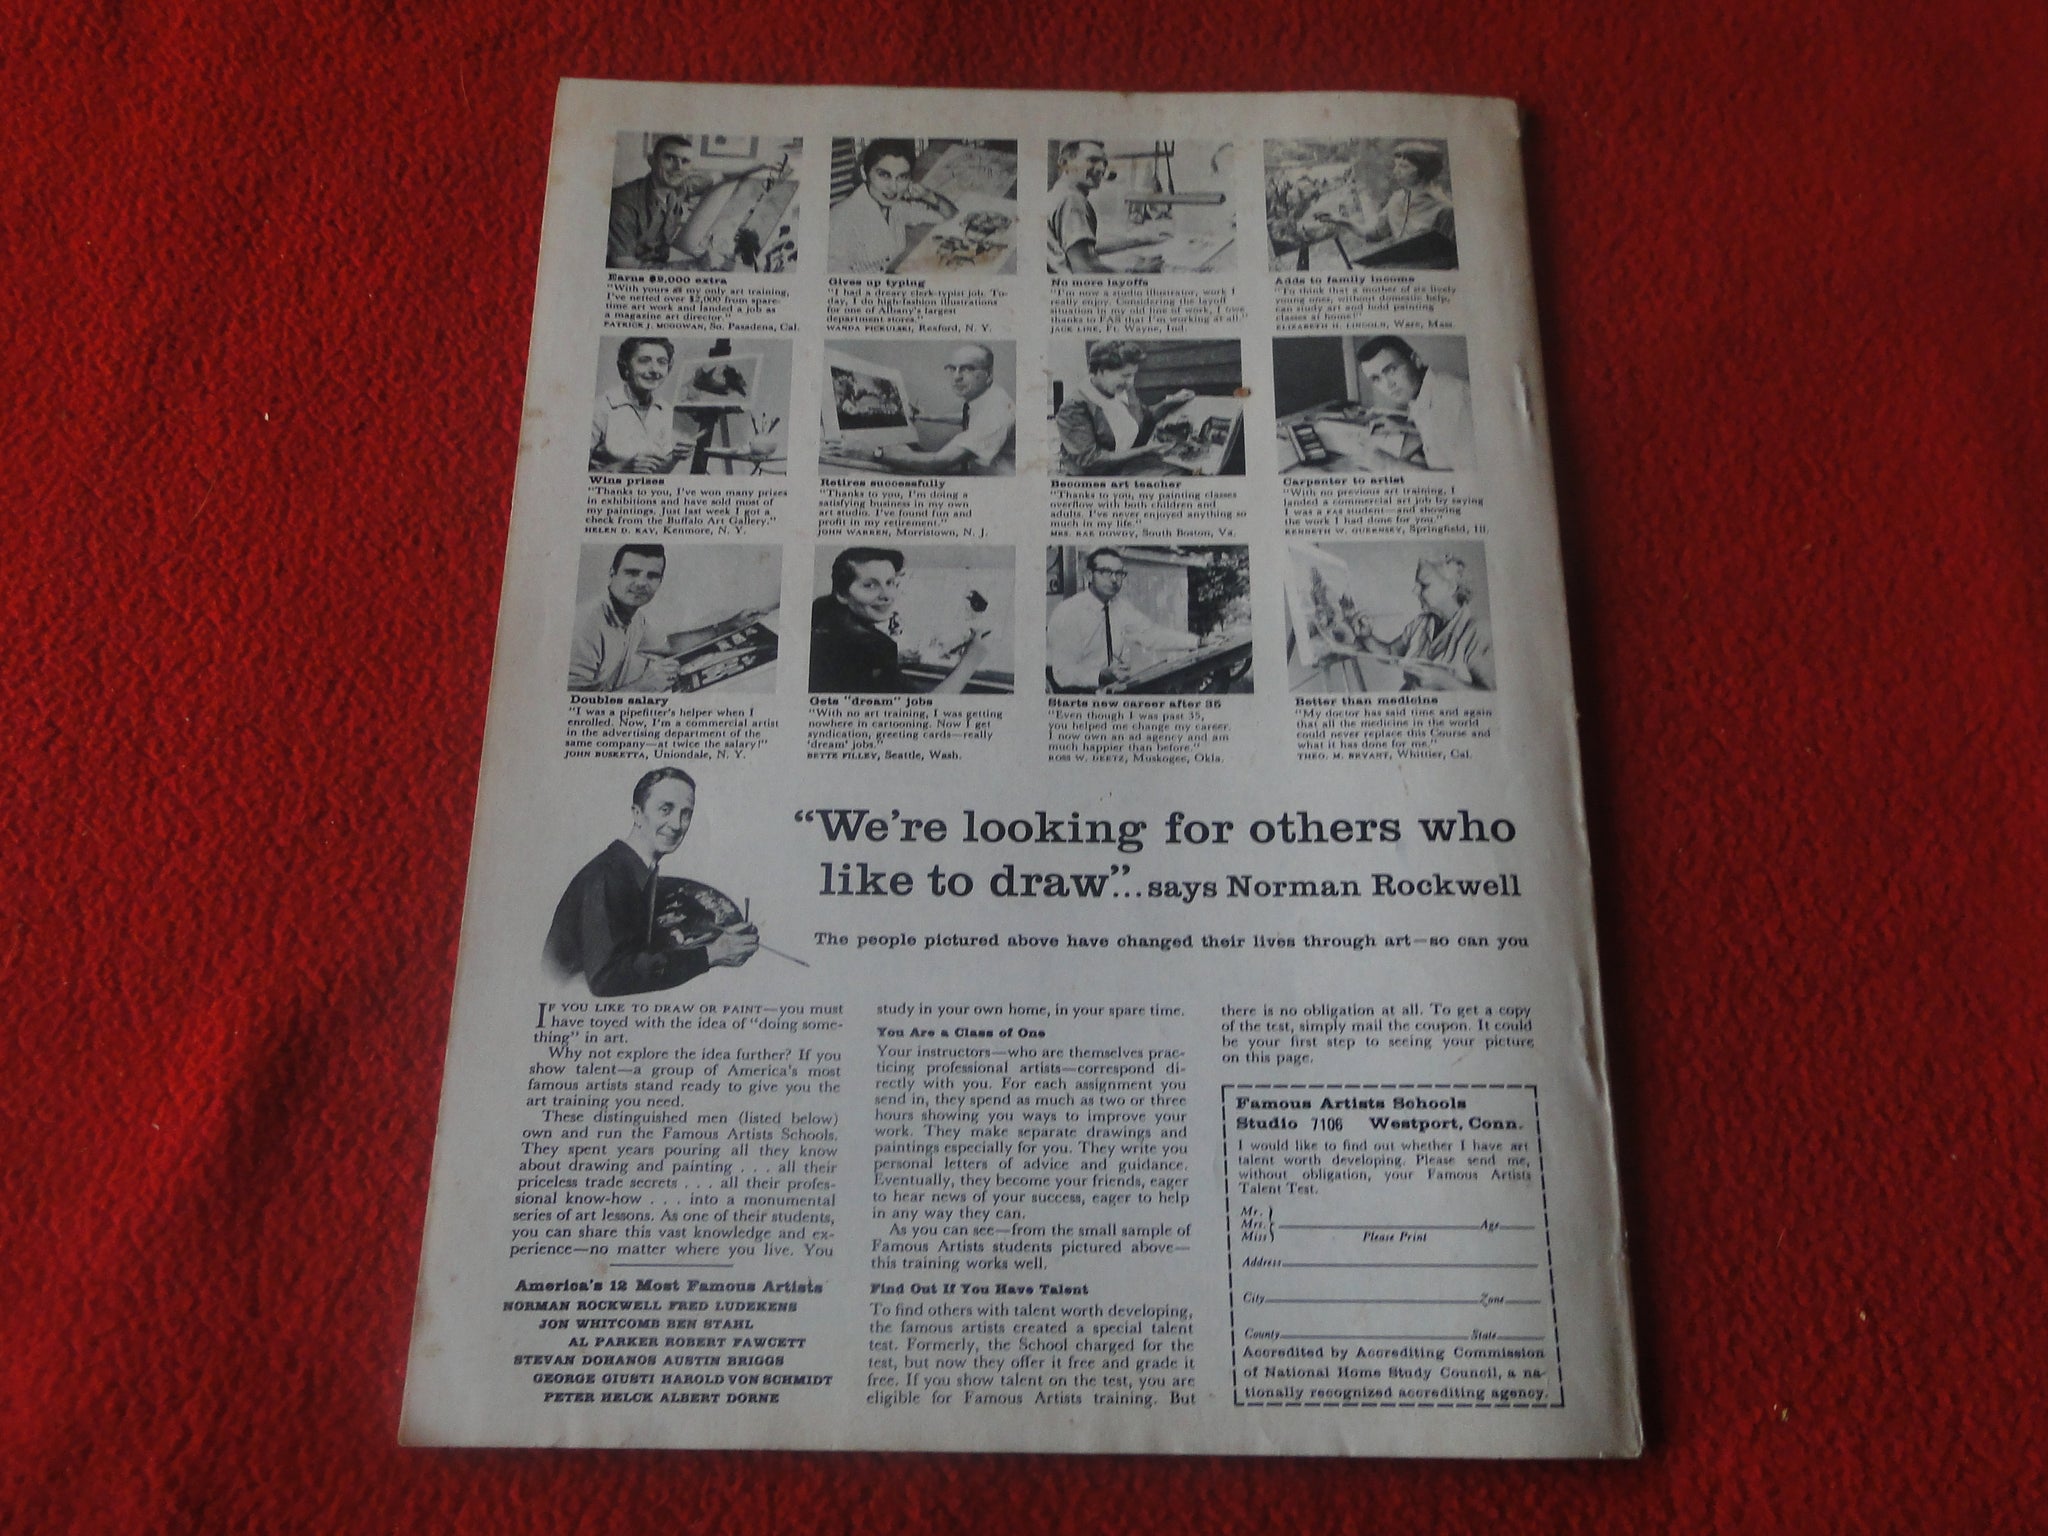 Earns $2,000 extra
"With yours as my only art training,
I've netted over $2,000 from spare-
time art work and landed a job as
a magazine art director."
PATRICK J. MCGOWAN, So. Pasadena, Cal.
Gives up typing
"I had a dreary clerk-typist job. To-
day, I do high-fashion illustrations
for one of Albany's largest
department stores."
WANDA PICKULSKI, Rexford, N. Y.
No more layoffs
"I'm now a studio illustrator, work I
really enjoy. Considering the layoff
situation in my old line of work, I owe
thanks to FAS that I'm working at all."
JACK LINE, Ft. Wayne, Ind.
Adds to family income
"To think that a mother of six lively
young ones, without domestic help,
can study art and hold painting
classes at home!"
ELIZABETH H. LINCOLN, Ware, Mass.
Wins prizes
"Thanks to you, I've won many prizes
in exhibitions and have sold most of
my paintings. Just last week I got a
check from the Buffalo Art Gallery."
HELEN D. KAY, Kenmore, N. Y.
Retires successfully
"Thanks to you, I'm doing a
satisfying business in my own
art studio. I've found fun and
profit in my retirement."
JOHN WARREN, Morristown, N. J.
Becomes art teacher
"Thanks to you, my painting classes
overflow with both children and
adults. I've never enjoyed anything so
much in my life."
MRS. RAE DOWDY, South Boston, Va.
Carpenter to artist
"With no previous art training, I
landed a commercial art job by saying
I was a FAS student—and showing
the work I had done for you."
KENNETH W. GUERNSEY, Springfield, Ill.
Doubles salary
"I was a pipefitter's helper when I
enrolled. Now, I'm a commercial artist
in the advertising department of the
same company—at twice the salary!"
JOHN BUSKETTA, Uniondale, N. Y.
Gets "dream" jobs
"With no art training, I was getting
nowhere in cartooning. Now I get
syndication, greeting cards—really
'dream' jobs."
BETTE FILLEY, Seattle, Wash.
Starts new career after 35
"Even though I was past 35,
you helped me change my career.
I now own an ad agency and am
much happier than before."
ROSS W. DEETZ, Muskogee, Okla.
Better than medicine
"My doctor has said time and again
that all the medicine in the world
could never replace this Course and
what it has done for me."
THEO. M. BRYANT, Whittier, Cal.
"We're looking for others who
like to draw"...says Norman Rockwell
The people pictured above have changed their lives through art—so can you
IF YOU LIKE TO DRAW OR PAINT—you must
have toyed with the idea of "doing some-
thing" in art.
Why not explore the idea further? If you
show talent—a group of America's most
famous artists stand ready to give you the
art training you need.
These distinguished men (listed below)
own and run the Famous Artists Schools.
They spent years pouring all they know
about drawing and painting . . . all their
priceless trade secrets . . . all their profes-
sional know-how . . . into a monumental
series of art lessons. As one of their students,
you can share this vast knowledge and ex-
perience—no matter where you live. You
America's 12 Most Famous Artists
NORMAN ROCKWELL FRED LUDEKENS
JON WHITCOMB BEN STAHL
AL PARKER ROBERT FAWCETT
STEVAN DOHANOS AUSTIN BRIGGS
GEORGE GIUSTI HAROLD VON SCHMIDT
PETER HELCK ALBERT DORNE
study in your own home, in your spare time.
You Are a Class of One
Your instructors—who are themselves prac-
ticing professional artists—correspond di-
rectly with you. For each assignment you
send in, they spend as much as two or three
hours showing you ways to improve your
work. They make separate drawings and
paintings especially for you. They write you
personal letters of advice and guidance.
Eventually, they become your friends, eager
to hear news of your success, eager to help
in any way they can.
As you can see—from the small sample of
Famous Artists students pictured above—
this training works well.
Find Out If You Have Talent
To find others with talent worth developing,
the famous artists created a special talent
test. Formerly, the School charged for the
test, but now they offer it free and grade it
free. If you show talent on the test, you are
eligible for Famous Artists training. But
there is no obligation at all. To get a copy
of the test, simply mail the coupon. It could
be your first step to seeing your picture
on this page.
Famous Artists Schools
Studio 7106 Westport, Conn.
I would like to find out whether I have art
talent worth developing. Please send me,
without obligation, your Famous Artists
Talent Test.
Mr.
Mrs. Age
Miss Please Print
Address
City Zone
County State
Accredited by Accrediting Commission
of National Home Study Council, a na-
tionally recognized accrediting agency.